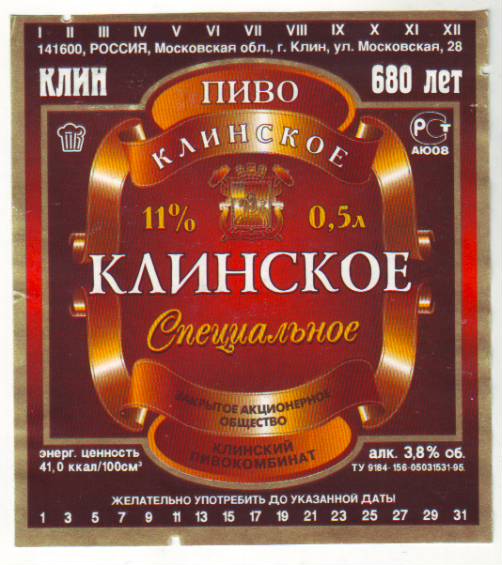 I II III IV V VI VII VIII IX X XI XII
141600, РОССИЯ, Московская обл., г. Клин, ул. Московская, 28
КЛИН
680 лет
ПИВО
КЛИНСКОЕ
РСТ
АЮ08
ПК
11% 0,5л
КЛИНСКОЕ
Специальное
ЗАКРЫТОЕ АКЦИОНЕРНОЕ
ОБЩЕСТВО
КЛИНСКИЙ
ПИВОКОМБИНАТ
энерг. ценность
41,0 ккал/100см³
алк. 3,8% об.
ТУ 9184-156-05031531-95.
ЖЕЛАТЕЛЬНО УПОТРЕБИТЬ ДО УКАЗАННОЙ ДАТЫ
1 3 5 7 9 11 13 15 17 19 21 23 25 27 29 31